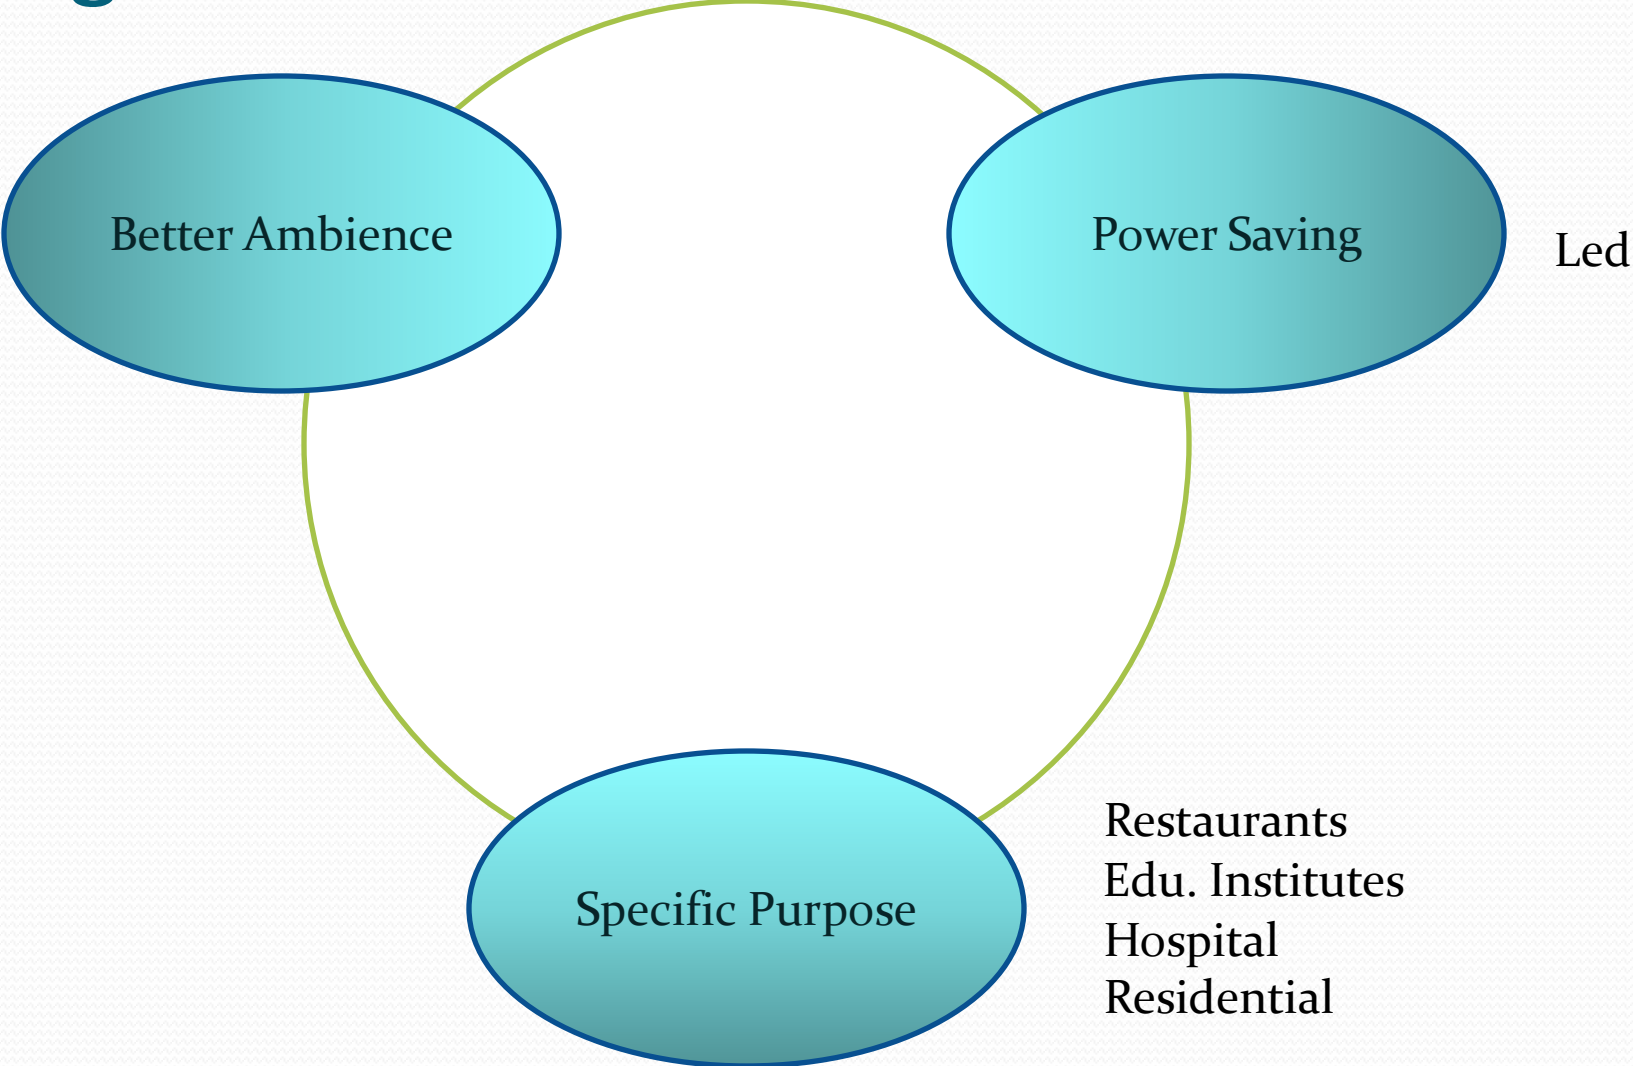 Better Ambience
Power Saving
Led
Specific Purpose
Restaurants
Edu. Institutes
Hospital
Residential